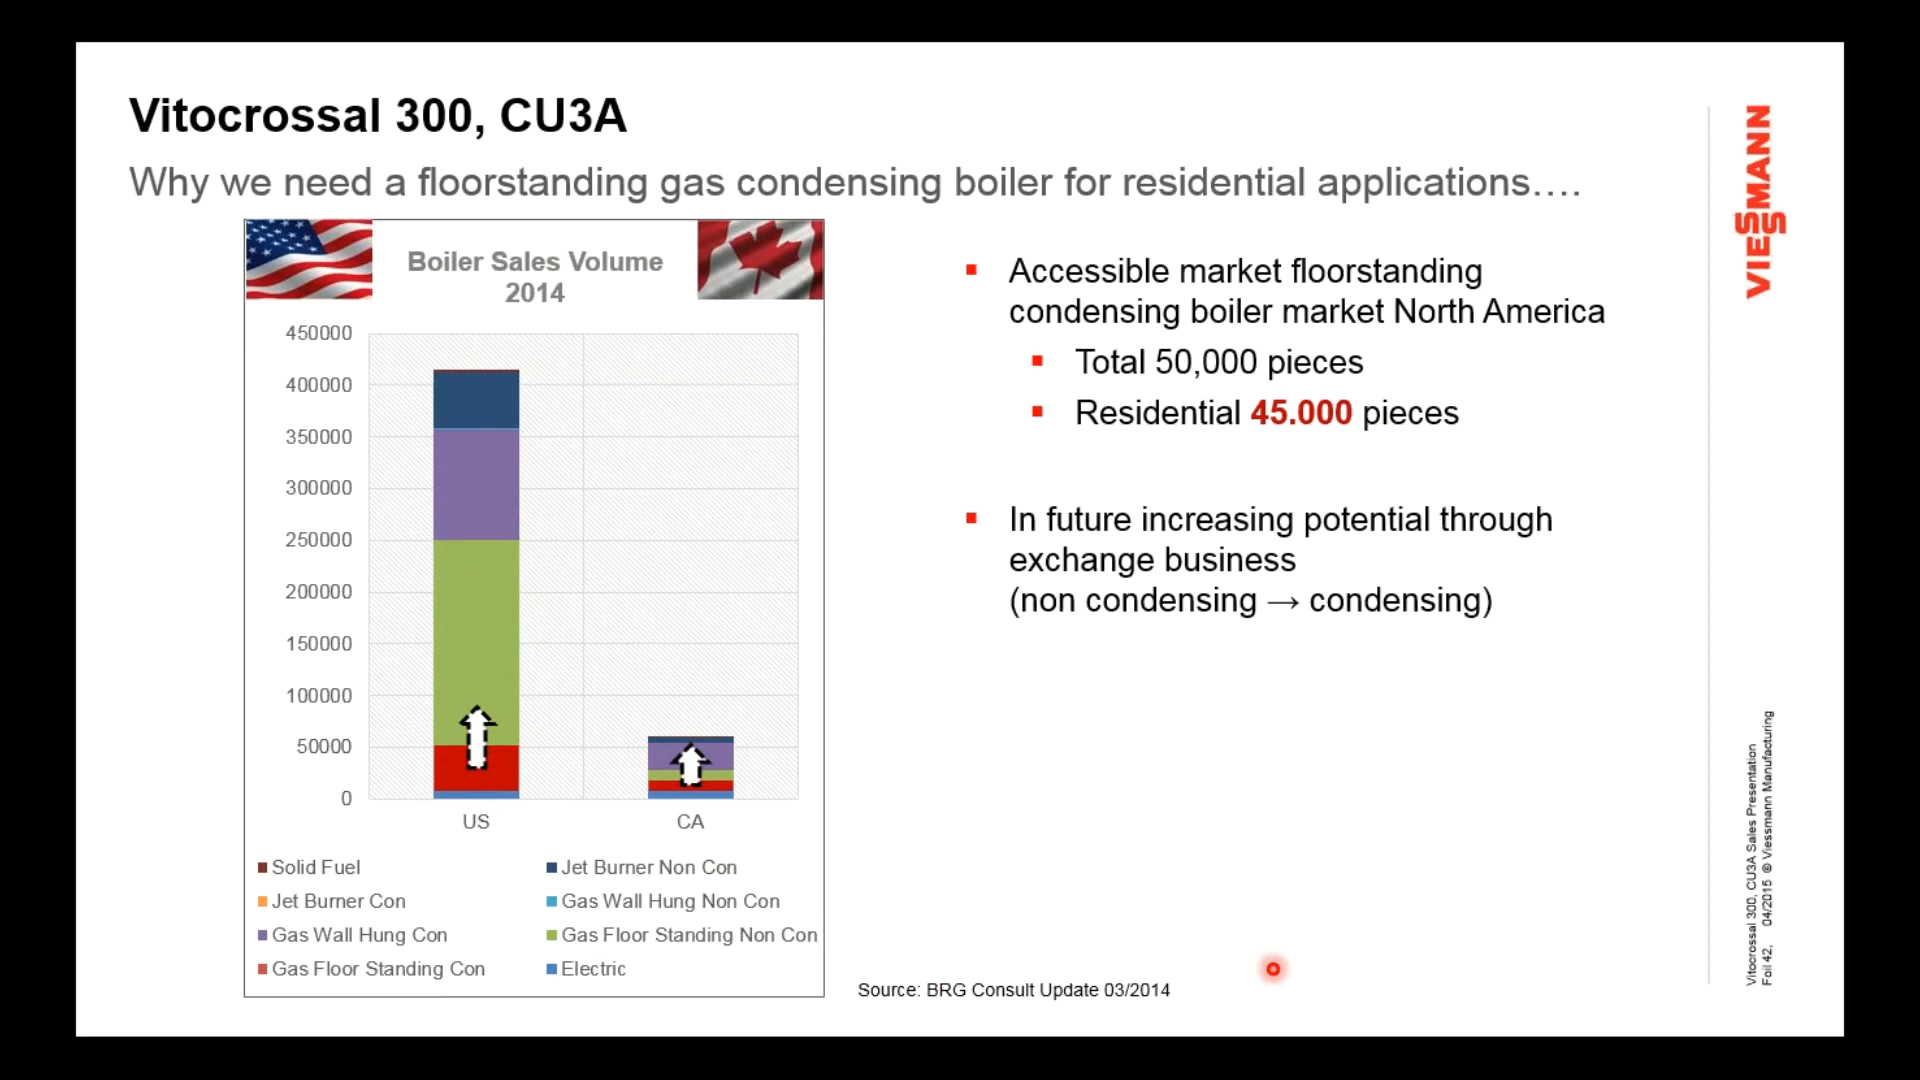 Vitocrossal 300, CU3A
Why we need a floorstanding gas condensing boiler for residential applications….
Boiler Sales Volume
2014
450000
400000
350000
300000
250000
200000
150000
100000
50000
0
US
CA
Solid Fuel
Jet Burner Non Con
Jet Burner Con
Gas Wall Hung Non Con
Gas Wall Hung Con
Gas Floor Standing Non Con
Gas Floor Standing Con
Electric
Accessible market floorstanding
condensing boiler market North America
Total 50,000 pieces
Residential 45.000 pieces
In future increasing potential through
exchange business
(non condensing → condensing)
Source: BRG Consult Update 03/2014
VIESSMANN
Vitocrossal 300, CU3A Sales Presentation
Foil 42, 04/2015 © Viessmann Manufacturing